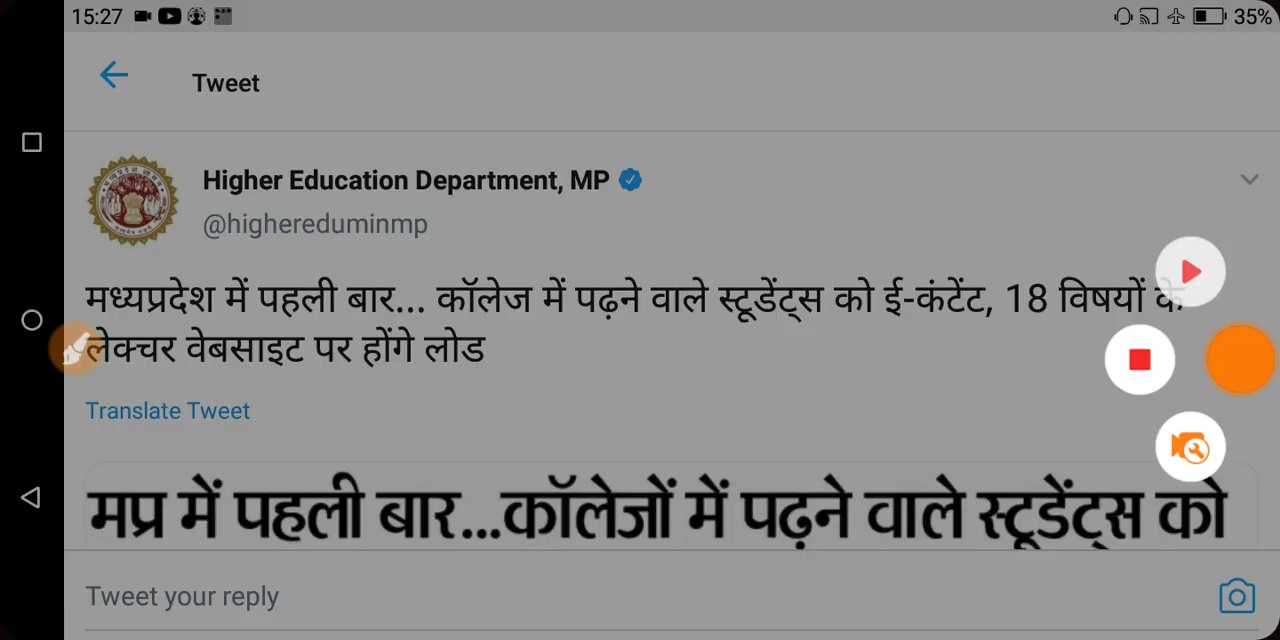 15:27
35%
Tweet
Higher Education Department, MP
@highereduminmp
मध्यप्रदेश में पहली बार... कॉलेज में पढ़ने वाले स्टूडेंट्स को ई-कंटेंट, 18 विषयों के
लेक्चर वेबसाइट पर होंगे लोड
Translate Tweet
मप्र में पहली बार...कॉलेजों में पढ़ने वाले स्टूडेंट्स को
Tweet your reply